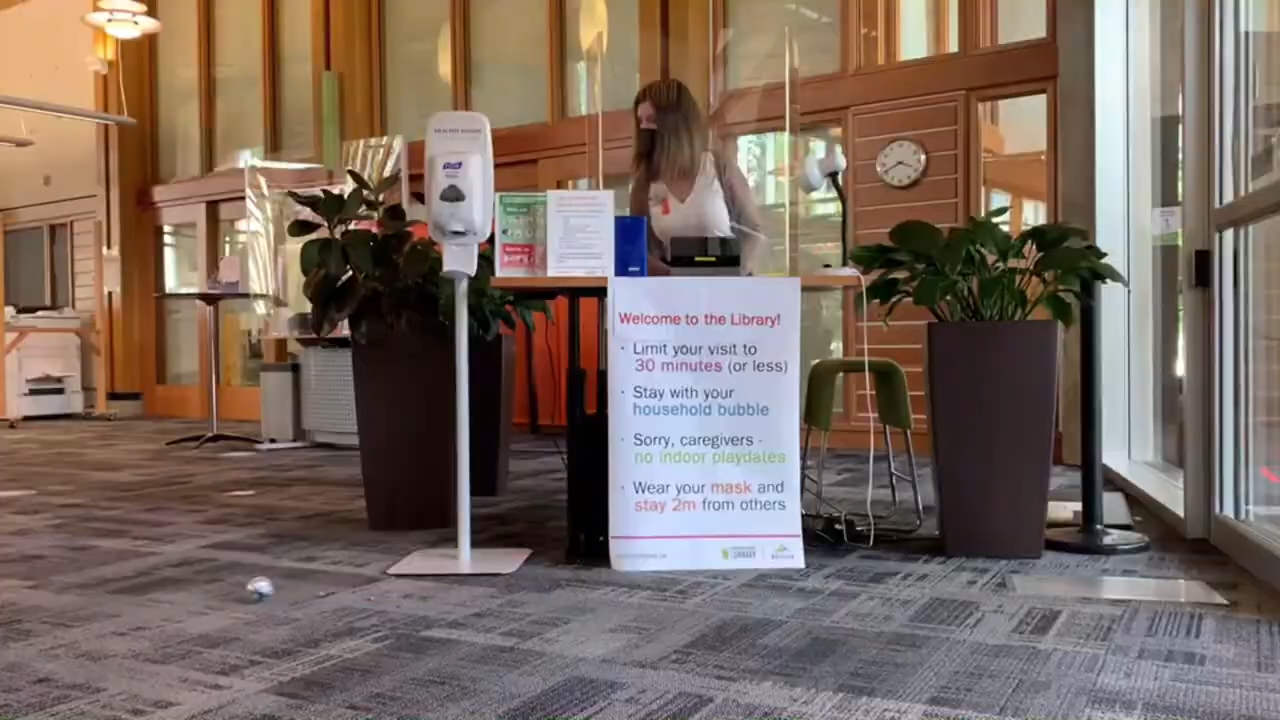 PURELL
Welcome to the Library!
· Limit your visit to
30 minutes (or less)
· Stay with your
household bubble
· Sorry, caregivers -
no indoor playdates
· Wear your mask and
stay 2m from others
LIBRARY